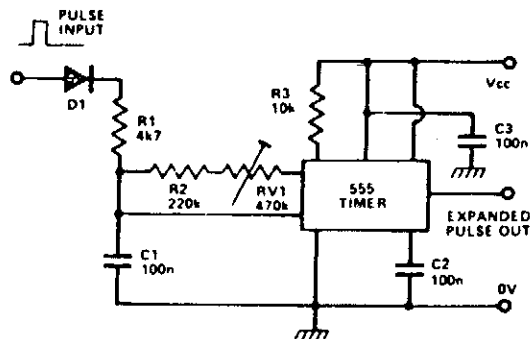 PULSE
INPUT
D1
R1
4k7
R2
220k
RV1
470k
R3
10k
Vcc
C3
100n
555
TIMER
EXPANDED
PULSE OUT
C1
100n
C2
100n
0V